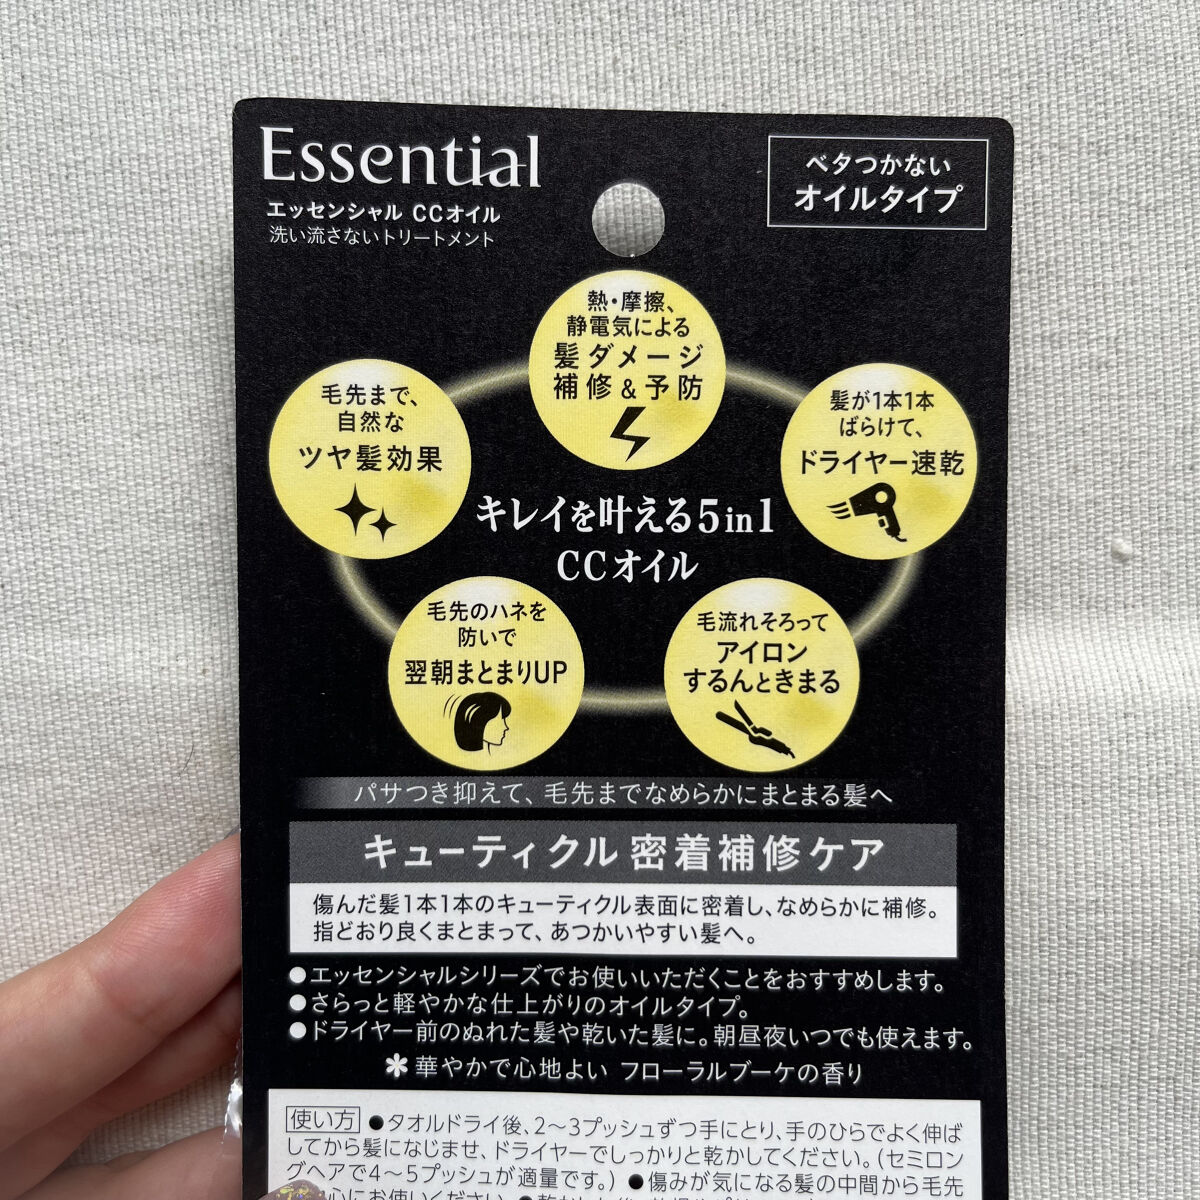 Essential
エッセンシャル CCオイル
洗い流さないトリートメント
ベタつかない
オイルタイプ
熱・摩擦、
静電気による
髪ダメージ
補修&予防
毛先まで、
自然な
ツヤ髪効果
髪が1本1本
ばらけて、
ドライヤー速乾
キレイを叶える5in1
CCオイル
毛先のハネを
防いで
翌朝まとまりUP
毛流れそろって
アイロン
するんときまる
パサつき抑えて、毛先までなめらかにまとまる髪へ
キューティクル密着補修ケア
傷んだ髪1本1本のキューティクル表面に密着し、なめらかに補修。
指どおり良くまとまって、あつかいやすい髪へ。
●エッセンシャルシリーズでお使いいただくことをおすすめします。
●さらっと軽やかな仕上がりのオイルタイプ。
●ドライヤー前のぬれた髪や乾いた髪に。朝昼夜いつでも使えます。
＊華やかで心地よい フローラルブーケの香り
使い方 ●タオルドライ後、2〜3プッシュずつ手にとり、手のひらでよく伸ば
してから髪になじませ、ドライヤーでしっかりと乾かしてください。(セミロン
グヘアで4〜5プッシュが適量です。) ●傷みが気になる髪の中間から毛先
心にお使いください。